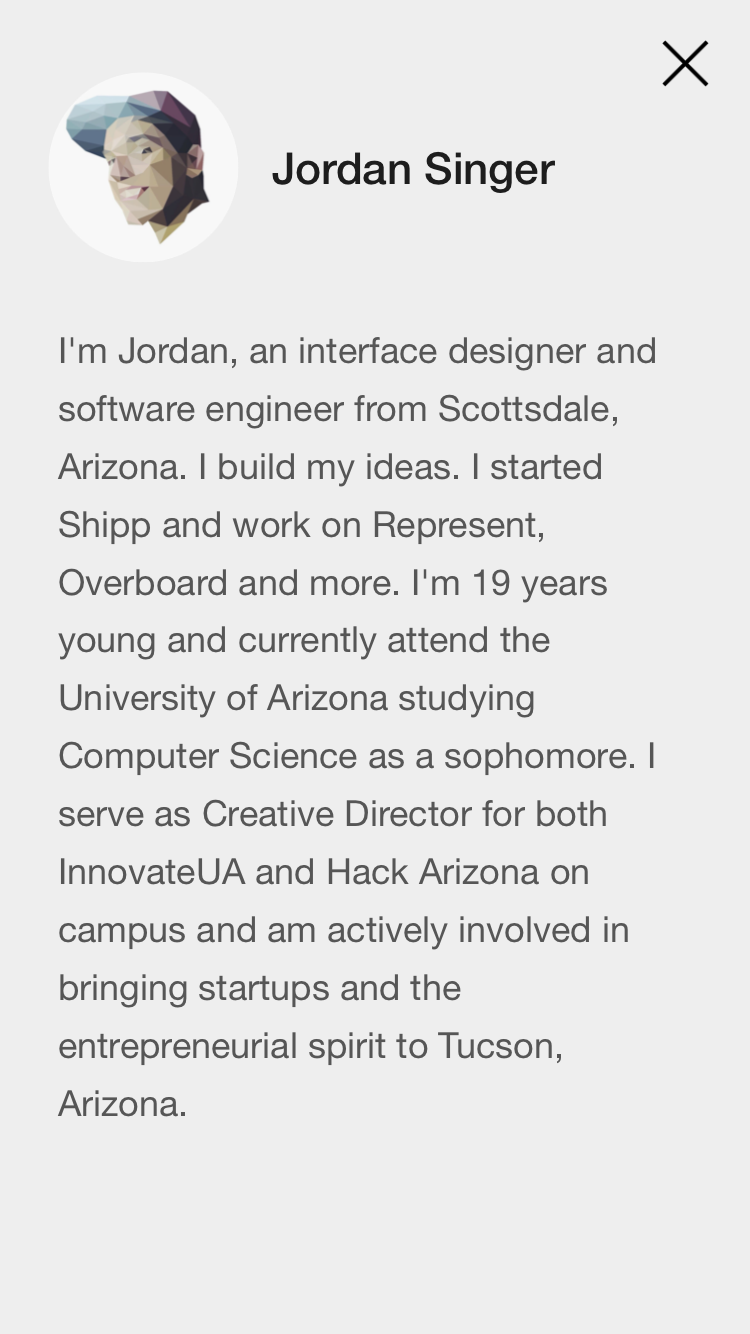 Jordan Singer
I'm Jordan, an interface designer and
software engineer from Scottsdale,
Arizona. I build my ideas. I started
Shipp and work on Represent,
Overboard and more. I'm 19 years
young and currently attend the
University of Arizona studying
Computer Science as a sophomore. I
serve as Creative Director for both
InnovateUA and Hack Arizona on
campus and am actively involved in
bringing startups and the
entrepreneurial spirit to Tucson,
Arizona.